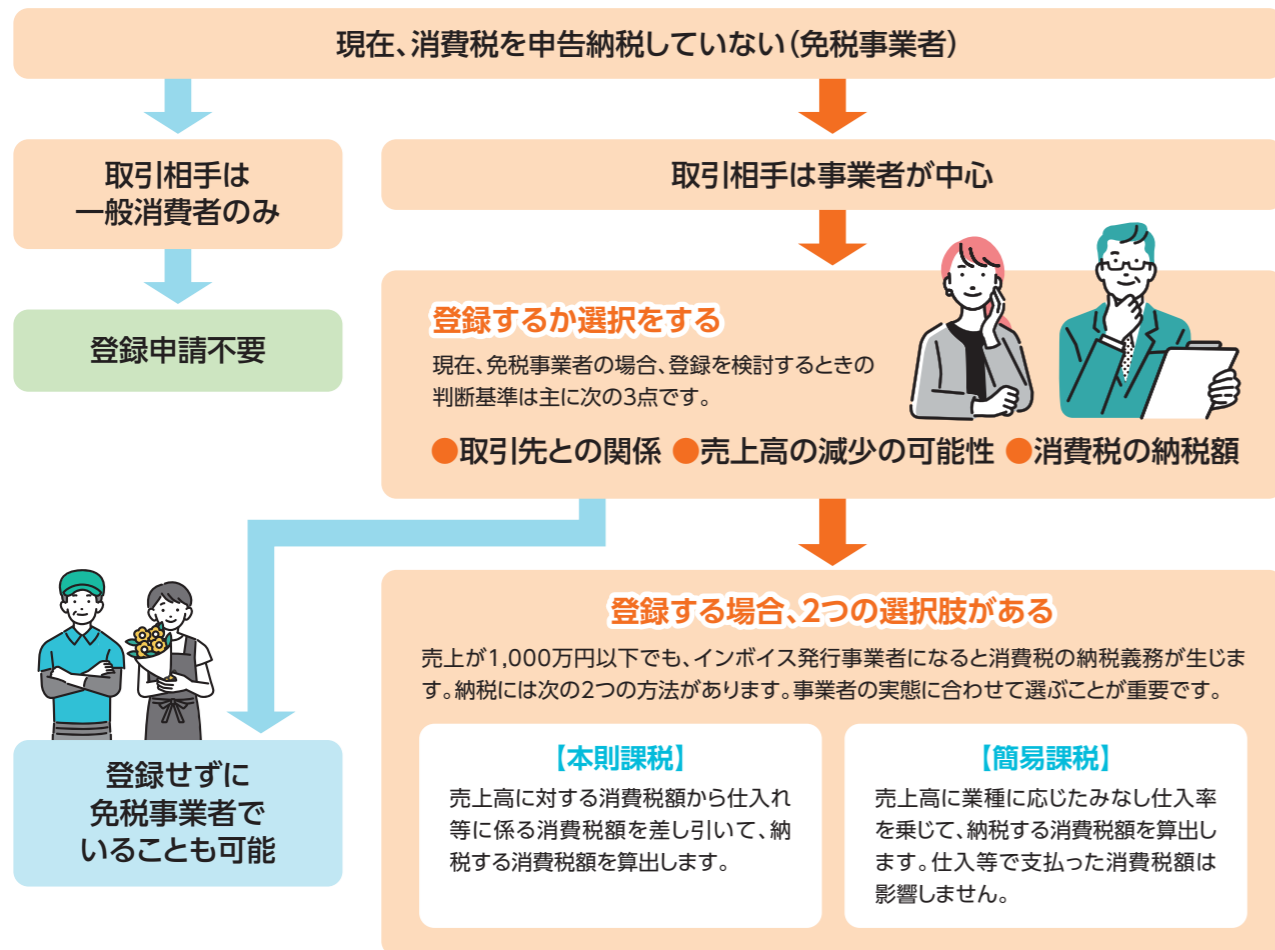 現在、消費税を申告納税していない（免税事業者）
取引相手は
一般消費者のみ
登録申請不要
取引相手は事業者が中心
登録するか選択をする
現在、免税事業者の場合、登録を検討するときの
判断基準は主に次の3点です。
●取引先との関係 ●売上高の減少の可能性 ●消費税の納税額
登録せずに
免税事業者で
いることも可能
登録する場合、2つの選択肢がある
売上が1,000万円以下でも、インボイス発行事業者になると消費税の納税義務が生じま
す。納税には次の2つの方法があります。事業者の実態に合わせて選ぶことが重要です。
【本則課税】
売上高に対する消費税額から仕入れ
等に係る消費税額を差し引いて、納
税する消費税額を算出します。
【簡易課税】
売上高に業種に応じたみなし仕入率
を乗じて、納税する消費税額を算出し
ます。仕入等で支払った消費税額は
影響しません。